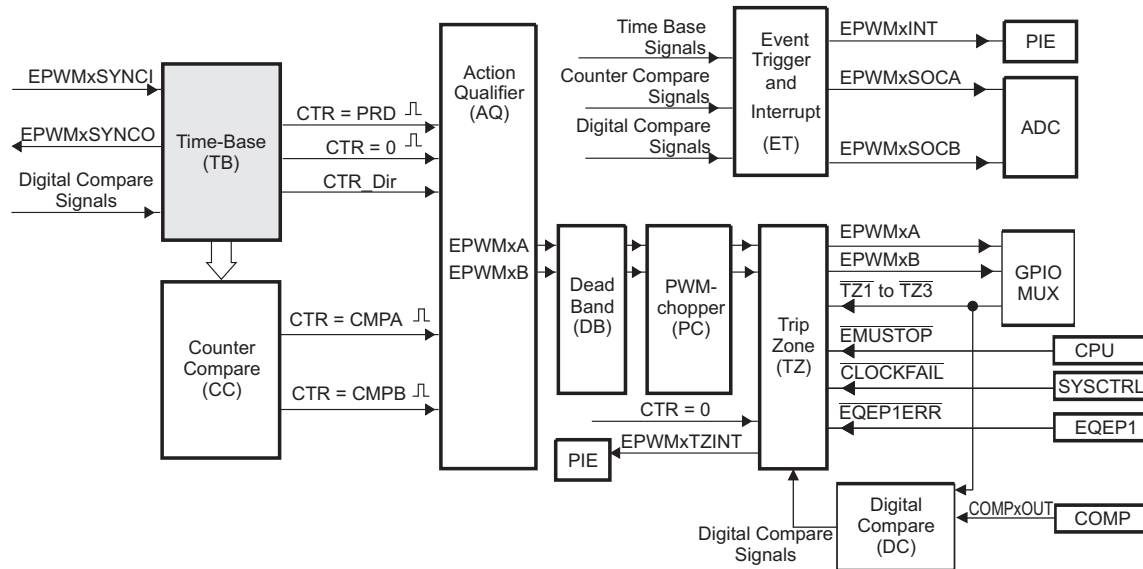 EPWMxSYNCI
EPWMxSYNCO
Digital Compare
Signals
Time-Base
(TB)
CTR = PRD
CTR = 0
CTR_Dir
Counter
Compare
(CC)
CTR = CMPA
CTR = CMPB
Action
Qualifier
(AQ)
EPWMxA
EPWMxB
Time Base
Signals
Counter Compare
Signals
Digital Compare
Signals
Event
Trigger
and
Interrupt
(ET)
EPWMxINT
EPWMxSOCA
EPWMxSOCB
PIE
ADC
Dead
Band
(DB)
PWM-
chopper
(PC)
Trip
Zone
(TZ)
EPWMxA
EPWMxB
TZ1 to TZ3
GPIO
MUX
EMUSTOP
CPU
CLOCKFAIL
SYSCTRL
EQEP1ERR
EQEP1
CTR = 0
EPWMxTZINT
PIE
Digital Compare
Signals
Digital
Compare
(DC)
COMPxOUT
COMP